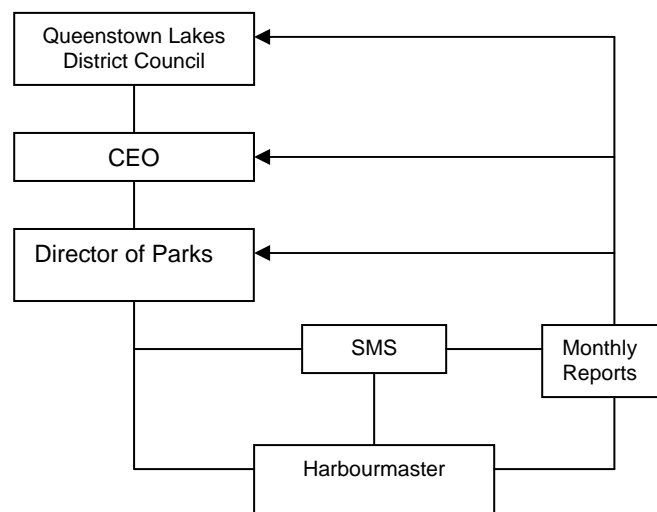 Queenstown Lakes
District Council
CEO
Director of Parks
SMS
Monthly
Reports
Harbourmaster